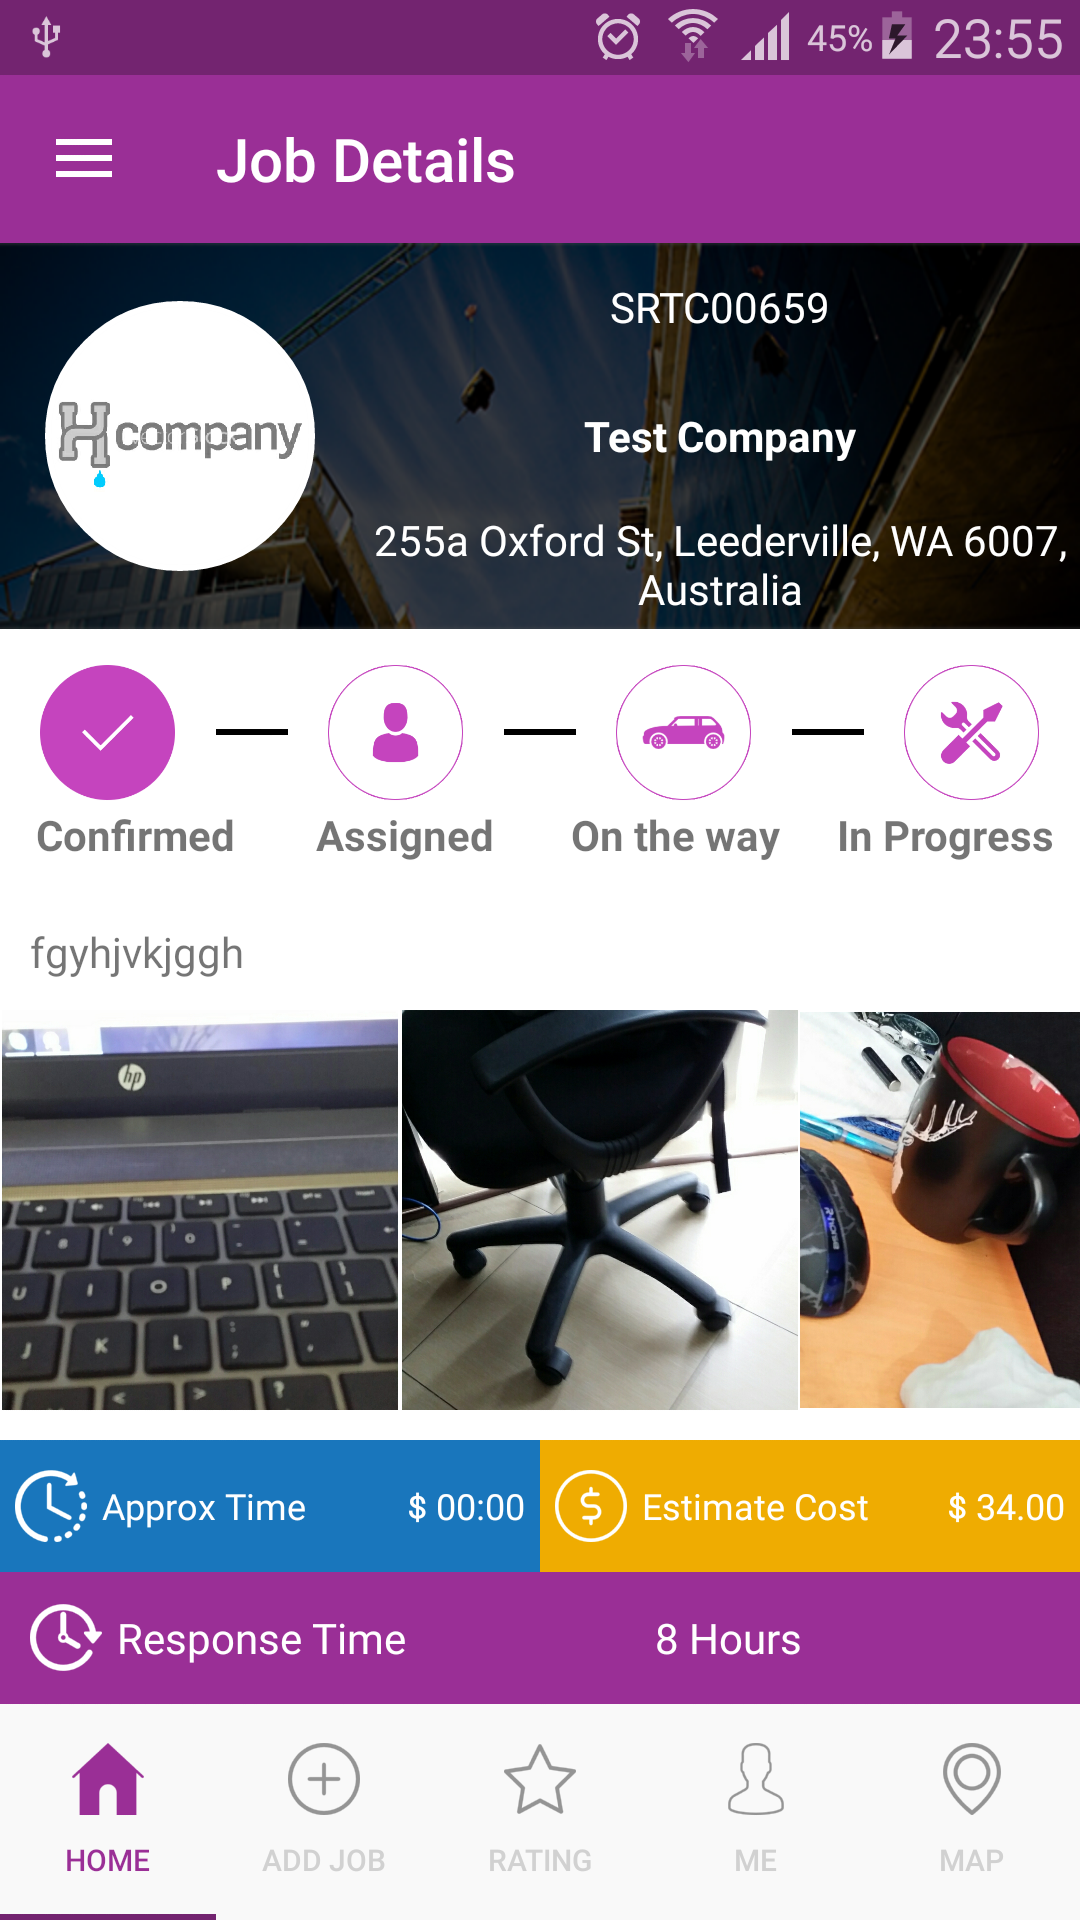 45% 23:55
Job Details
SRTC00659
company
Test Company
255a Oxford St, Leederville, WA 6007,
Australia
Confirmed Assigned On the way In Progress
fgyhjvkjggh
hp
Approx Time $ 00:00 Estimate Cost $ 34.00
Response Time 8 Hours
HOME ADD JOB RATING ME MAP